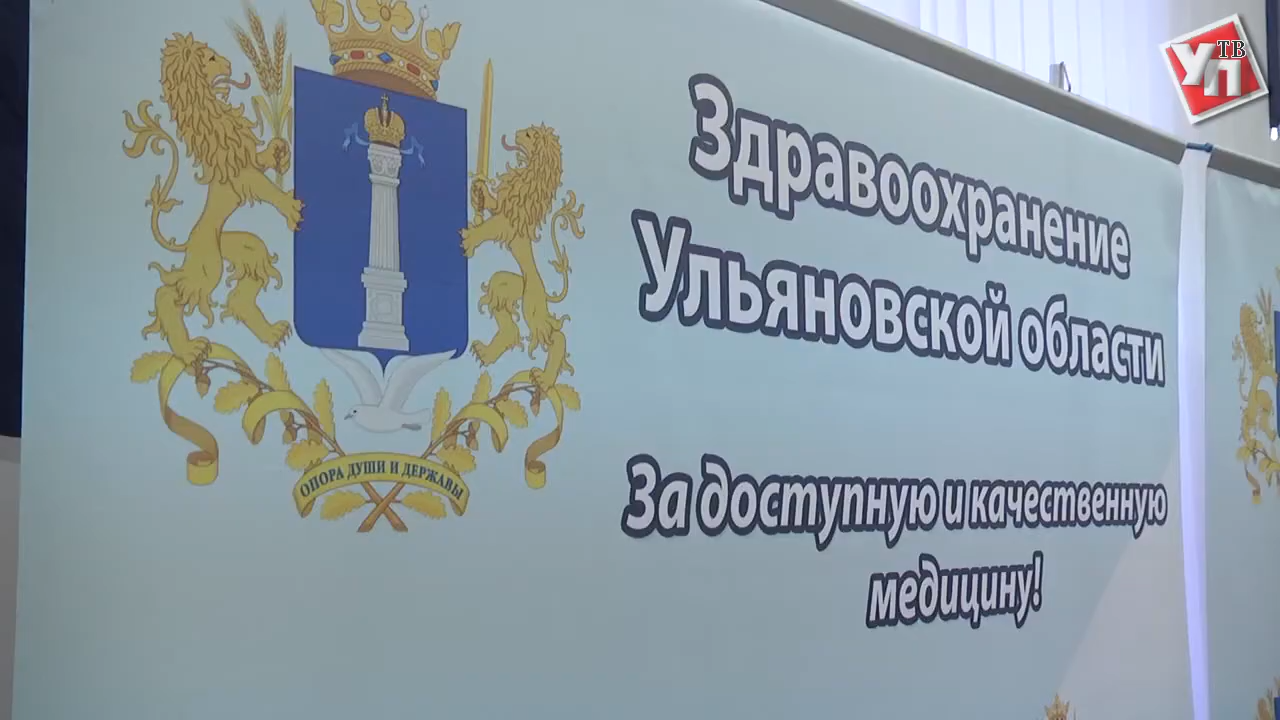 ТВ
УП
Здравоохранение
Ульяновской области
За доступную и качественную
медицину!
ОПОРА ДУШИ И ДЕРЖАВЫ